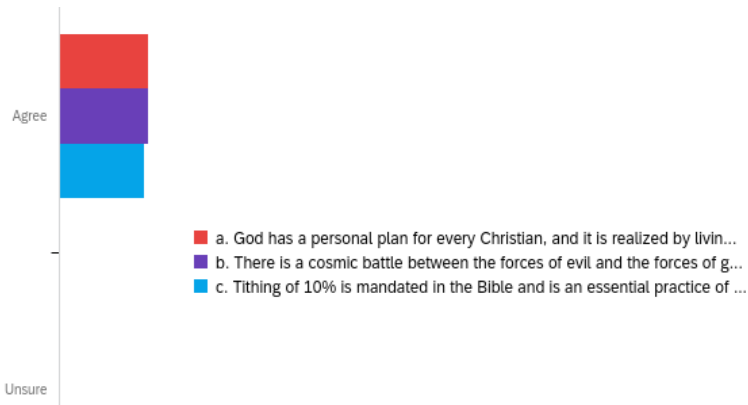 Agree
a. God has a personal plan for every Christian, and it is realized by livin...
b. There is a cosmic battle between the forces of evil and the forces of g...
c. Tithing of 10% is mandated in the Bible and is an essential practice of ...
Unsure